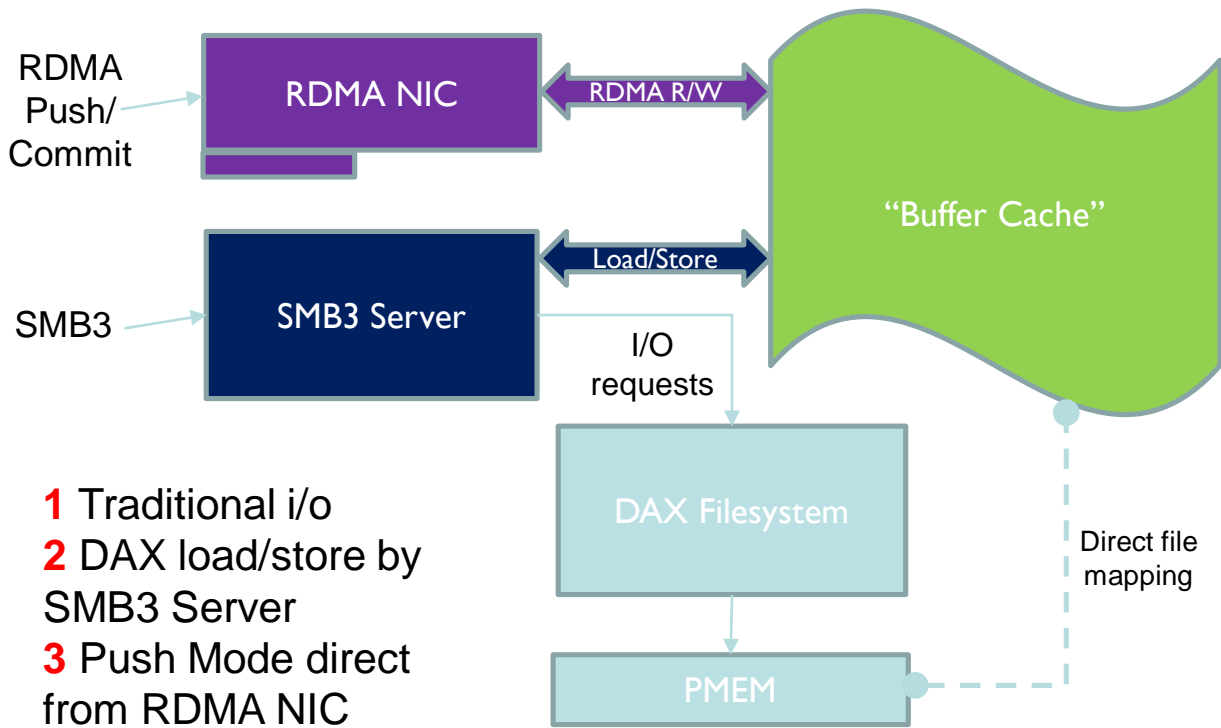 RDMA
Push/
Commit
RDMA NIC
RDMA R/W
“Buffer Cache”
SMB3
SMB3 Server
Load/Store
I/O
requests
DAX Filesystem
Direct file
mapping
PMEM
1 Traditional i/o
2 DAX load/store by
SMB3 Server
3 Push Mode direct
from RDMA NIC